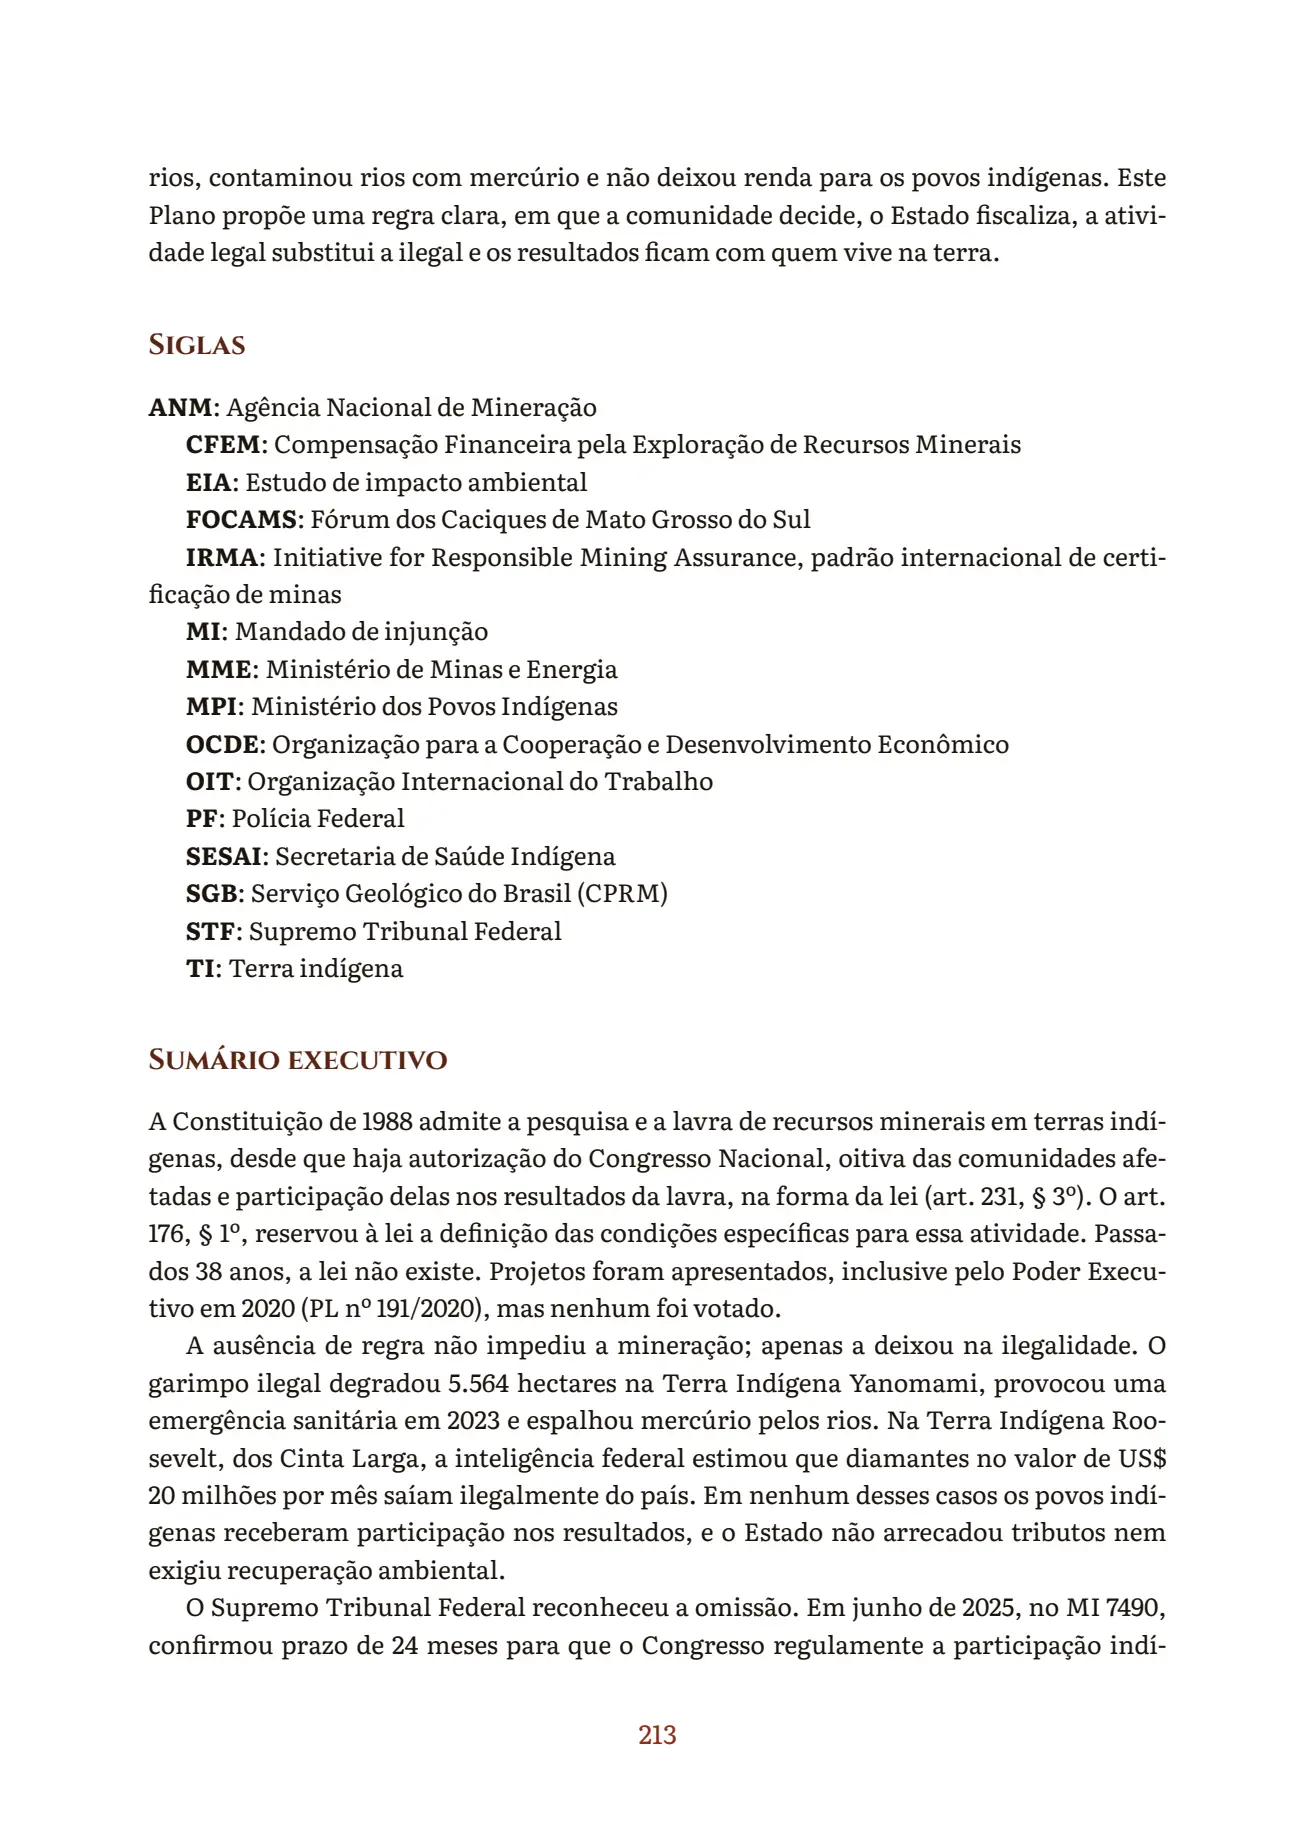 rios, contaminou rios com mercúrio e não deixou renda para os povos indígenas. Este
Plano propõe uma regra clara, em que a comunidade decide, o Estado fiscaliza, a ativi-
dade legal substitui a ilegal e os resultados ficam com quem vive na terra.
Siglas
ANM: Agência Nacional de Mineração
CFEM: Compensação Financeira pela Exploração de Recursos Minerais
EIA: Estudo de impacto ambiental
FOCAMS: Fórum dos Caciques de Mato Grosso do Sul
IRMA: Initiative for Responsible Mining Assurance, padrão internacional de certi-
ficação de minas
MI: Mandado de injunção
MME: Ministério de Minas e Energia
MPI: Ministério dos Povos Indígenas
OCDE: Organização para a Cooperação e Desenvolvimento Econômico
OIT: Organização Internacional do Trabalho
PF: Polícia Federal
SESAI: Secretaria de Saúde Indígena
SGB: Serviço Geológico do Brasil (CPRM)
STF: Supremo Tribunal Federal
TI: Terra indígena
Sumário executivo
A Constituição de 1988 admite a pesquisa e a lavra de recursos minerais em terras indí-
genas, desde que haja autorização do Congresso Nacional, oitiva das comunidades afe-
tadas e participação delas nos resultados da lavra, na forma da lei (art. 231, § 3º). O art.
176, § 1º, reservou à lei a definição das condições específicas para essa atividade. Passa-
dos 38 anos, a lei não existe. Projetos foram apresentados, inclusive pelo Poder Execu-
tivo em 2020 (PL nº 191/2020), mas nenhum foi votado.
A ausência de regra não impediu a mineração; apenas a deixou na ilegalidade. O
garimpo ilegal degradou 5.564 hectares na Terra Indígena Yanomami, provocou uma
emergência sanitária em 2023 e espalhou mercúrio pelos rios. Na Terra Indígena Roo-
sevelt, dos Cinta Larga, a inteligência federal estimou que diamantes no valor de US$
20 milhões por mês saíam ilegalmente do país. Em nenhum desses casos os povos indí-
genas receberam participação nos resultados, e o Estado não arrecadou tributos nem
exigiu recuperação ambiental.
O Supremo Tribunal Federal reconheceu a omissão. Em junho de 2025, no MI 7490,
confirmou prazo de 24 meses para que o Congresso regulamente a participação indí-
213